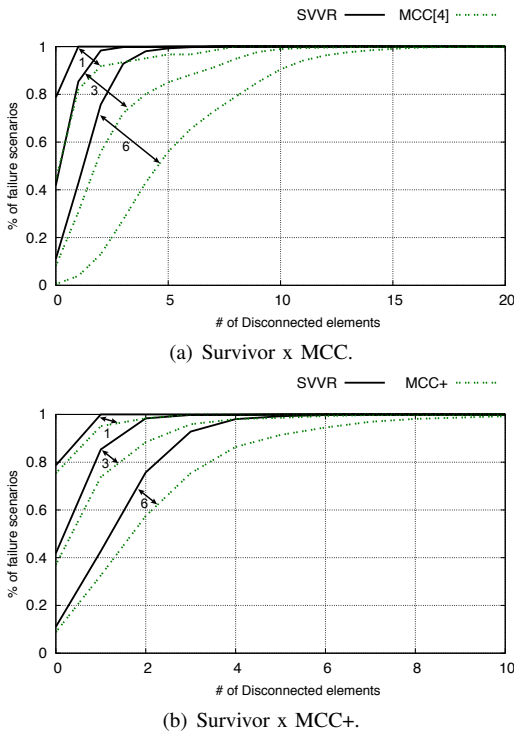 SVVR MCC[4]
1
0.8
0.6
0.4
0.2
0
% of failure scenarios
1
3
6
0 5 10 15 20
# of Disconnected elements
(a) Survivor x MCC.
SVVR MCC+
1
0.8
0.6
0.4
0.2
0
% of failure scenarios
1
3
6
0 2 4 6 8 10
# of Disconnected elements
(b) Survivor x MCC+.